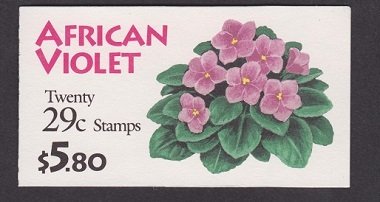 AFRICAN
VIOLET
Twenty
29c Stamps
$5.80